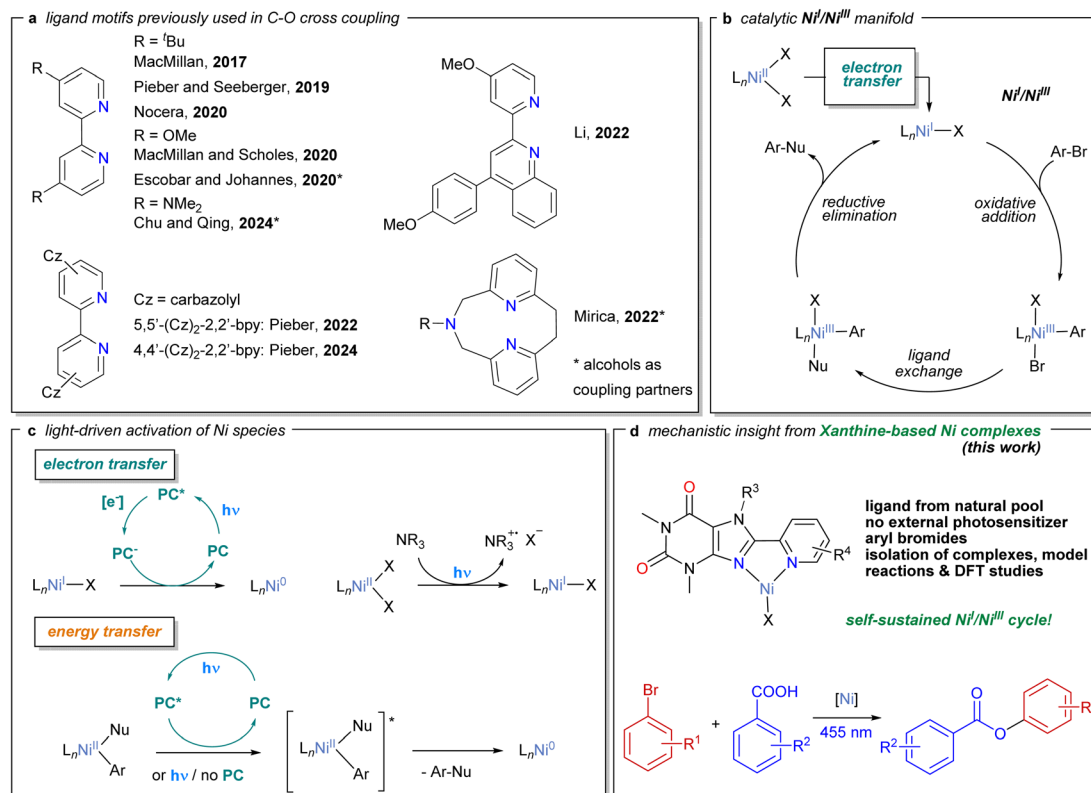 a ligand motifs previously used in C-O cross coupling
R
N
N
R
R = ᵗBu
MacMillan, 2017
Pieber and Seeberger, 2019
Nocera, 2020
R = OMe
MacMillan and Scholes, 2020
Escobar and Johannes, 2020*
R = NMe₂
Chu and Qing, 2024*
MeO
N
N
MeO
Li, 2022
Cz
N
N
Cz
Cz = carbazolyl
5,5'-(Cz)₂-2,2'-bpy: Pieber, 2022
4,4'-(Cz)₂-2,2'-bpy: Pieber, 2024
N
R–N
N
Mirica, 2022*
* alcohols as
coupling partners
b catalytic Niᴵ/Niᴵᴵᴵ manifold
X
LₙNiᴵᴵ
X
electron
transfer
Niᴵ/Niᴵᴵᴵ
LₙNiᴵ–X
Ar-Nu
Ar-Br
reductive
elimination
oxidative
addition
X
LₙNiᴵᴵᴵ–Ar
Nu
X
LₙNiᴵᴵᴵ–Ar
Br
ligand
exchange
c light-driven activation of Ni species
electron transfer
[e⁻]
PC*
hν
PC⁻
PC
LₙNiᴵ–X
LₙNi⁰
NR₃
NR₃⁺• X⁻
X
LₙNiᴵᴵ
X
hν
LₙNiᴵ–X
energy transfer
hν
PC*
PC
Nu
LₙNiᴵᴵ
Ar
or hν / no PC
Nu
LₙNiᴵᴵ
Ar
*
- Ar-Nu
LₙNi⁰
d mechanistic insight from Xanthine-based Ni complexes
(this work)
O
R³
N
N
O
N
N
N
R⁴
Ni
X
ligand from natural pool
no external photosensitizer
aryl bromides
isolation of complexes, model
reactions & DFT studies
self-sustained Niᴵ/Niᴵᴵᴵ cycle!
Br
R¹
+
COOH
R²
[Ni]
455 nm
O
R²
O
R